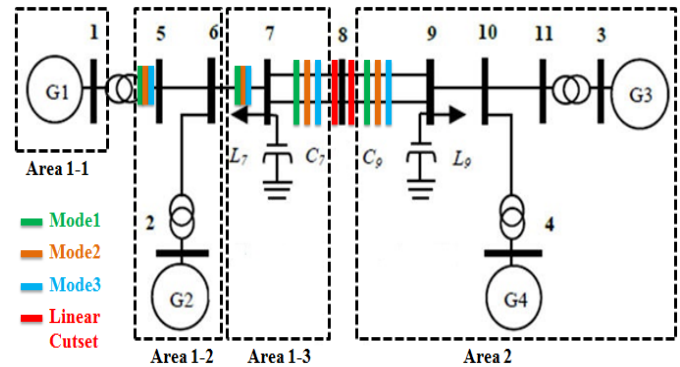 1
5
6
7
8
9
10
11
3
G1
G3
L7
C7
C9
L9
Area 1-1
2
4
Mode1
Mode2
Mode3
Linear
Cutset
G2
G4
Area 1-2
Area 1-3
Area 2